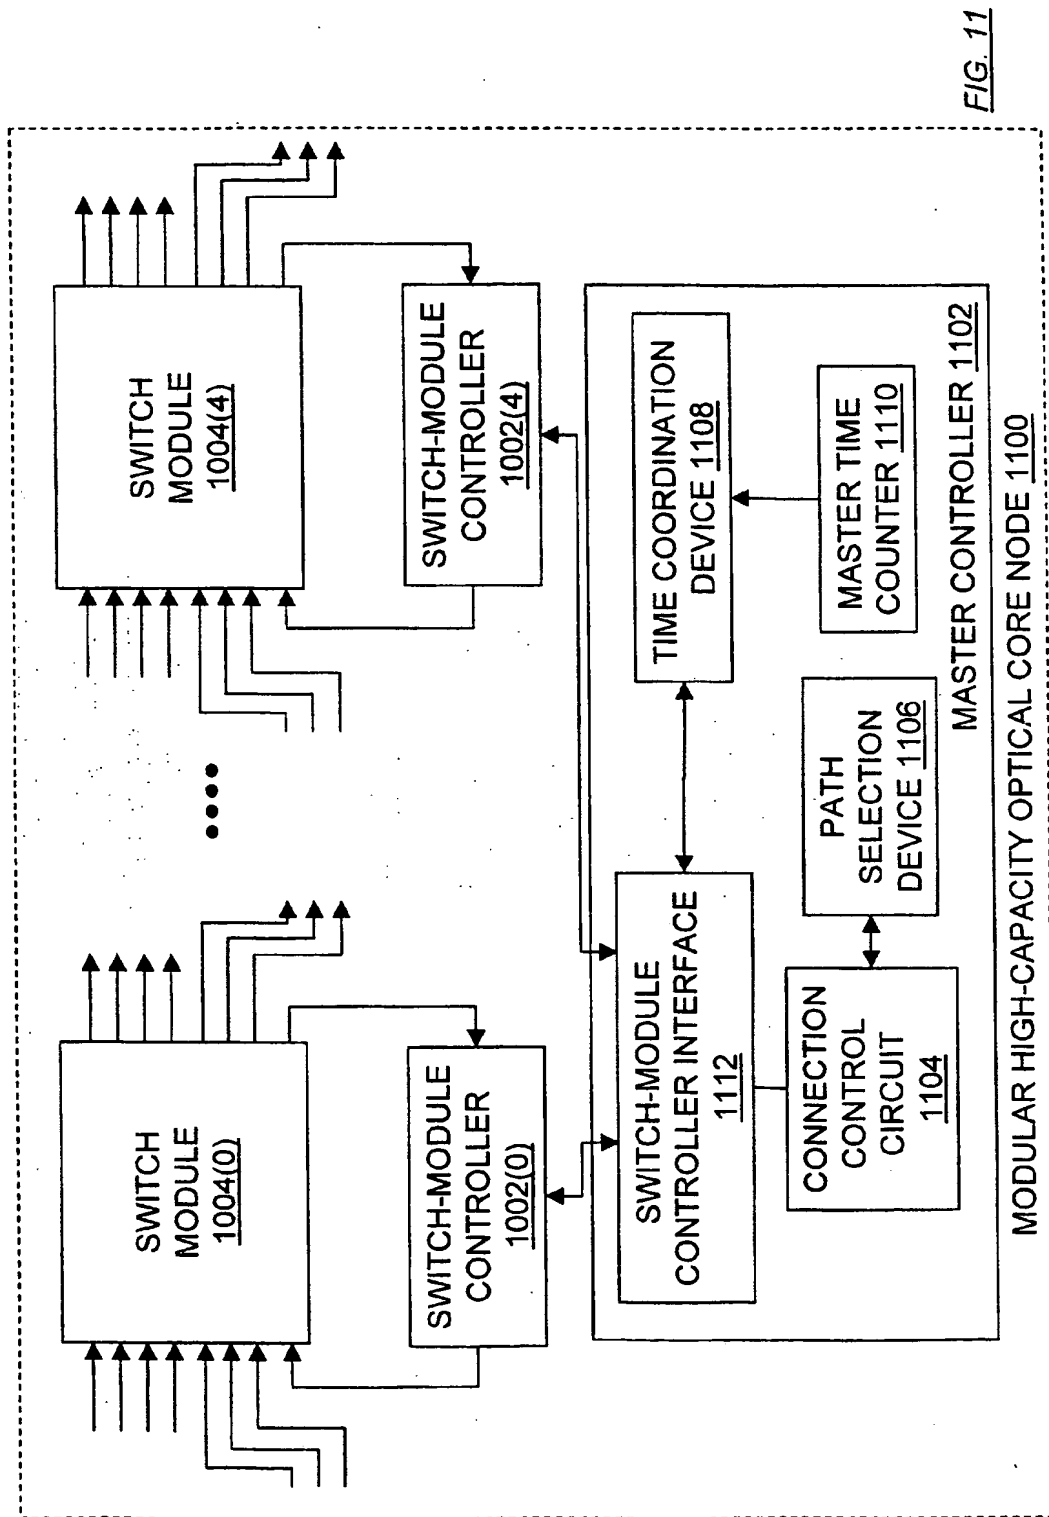 SWITCH
MODULE
1004(0)
SWITCH
MODULE
1004(4)
SWITCH-MODULE
CONTROLLER
1002(0)
SWITCH-MODULE
CONTROLLER
1002(4)
SWITCH-MODULE
CONTROLLER INTERFACE
1112
TIME COORDINATION
DEVICE 1108
CONNECTION
CONTROL
CIRCUIT
1104
PATH
SELECTION
DEVICE 1106
MASTER TIME
COUNTER 1110
MASTER CONTROLLER 1102
MODULAR HIGH-CAPACITY OPTICAL CORE NODE 1100
FIG. 11